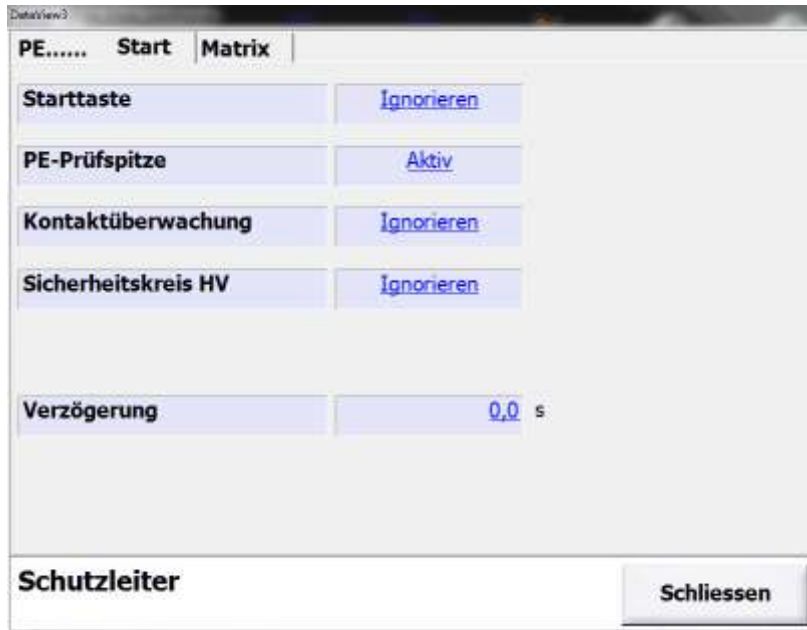 DataView3
PE...... Start Matrix
Starttaste Ignorieren
PE-Prüfspitze Aktiv
Kontaktüberwachung Ignorieren
Sicherheitskreis HV Ignorieren
Verzögerung 0,0 s
Schutzleiter
Schliessen